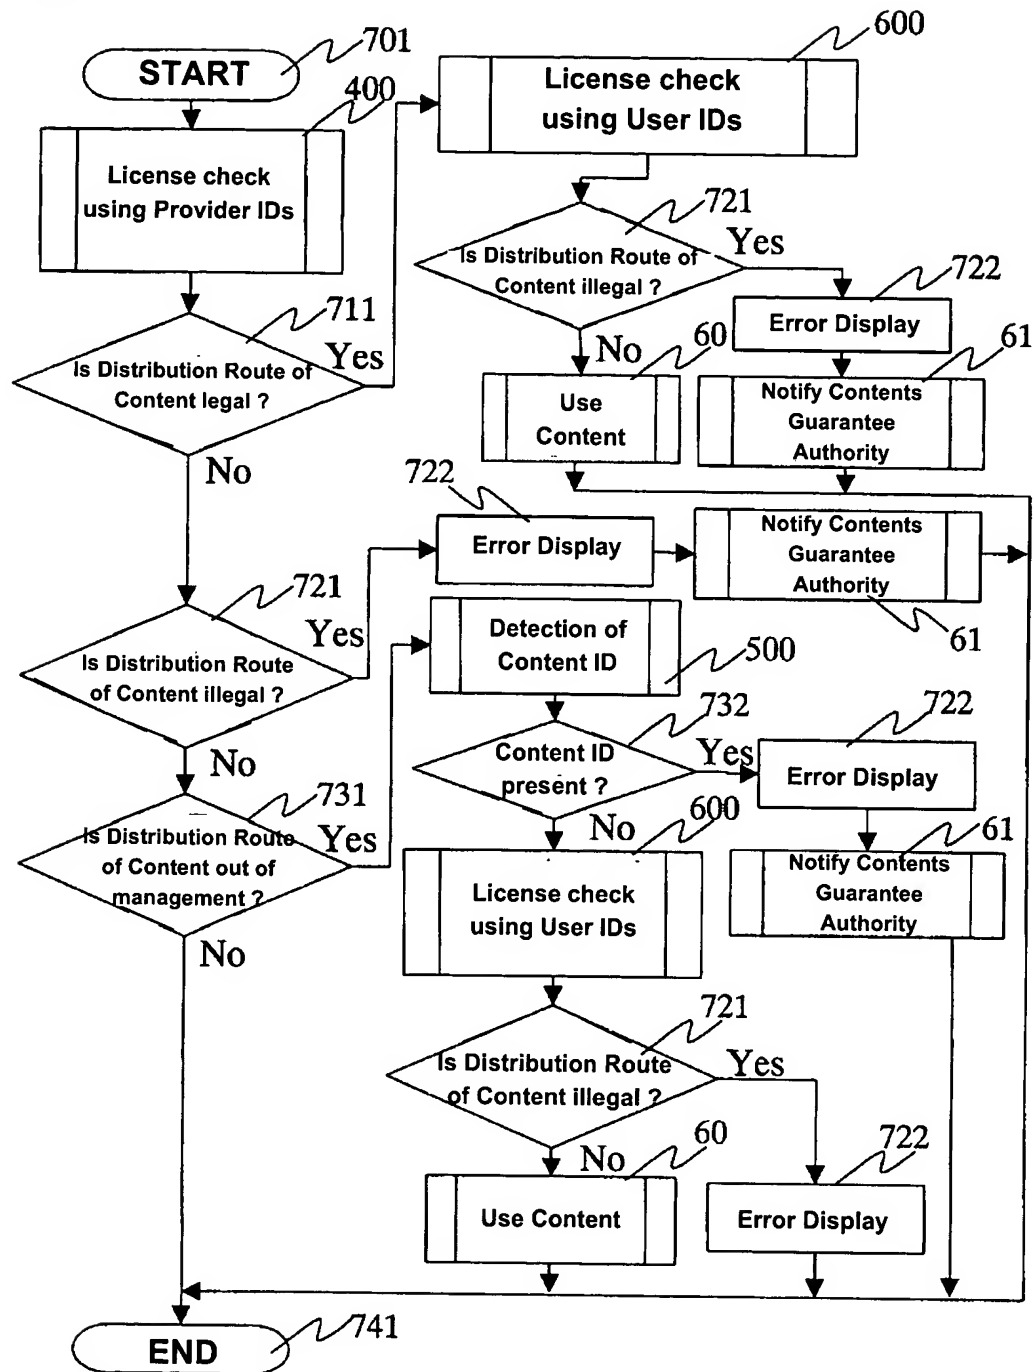 701
START
400
License check
using Provider IDs
711
Is Distribution Route of
Content legal ?
Yes
No
600
License check
using User IDs
721
Is Distribution Route of
Content illegal ?
Yes
No
722
Error Display
60
Use
Content
61
Notify Contents
Guarantee
Authority
721
Is Distribution Route
of Content illegal ?
Yes
No
722
Error Display
Notify Contents
Guarantee
Authority
61
731
Is Distribution Route
of Content out of
management ?
Yes
No
Detection of
Content ID
500
732
Content ID
present ?
Yes
No
722
Error Display
61
Notify Contents
Guarantee
Authority
600
License check
using User IDs
721
Is Distribution Route
of Content illegal ?
Yes
No
60
Use Content
722
Error Display
END
741